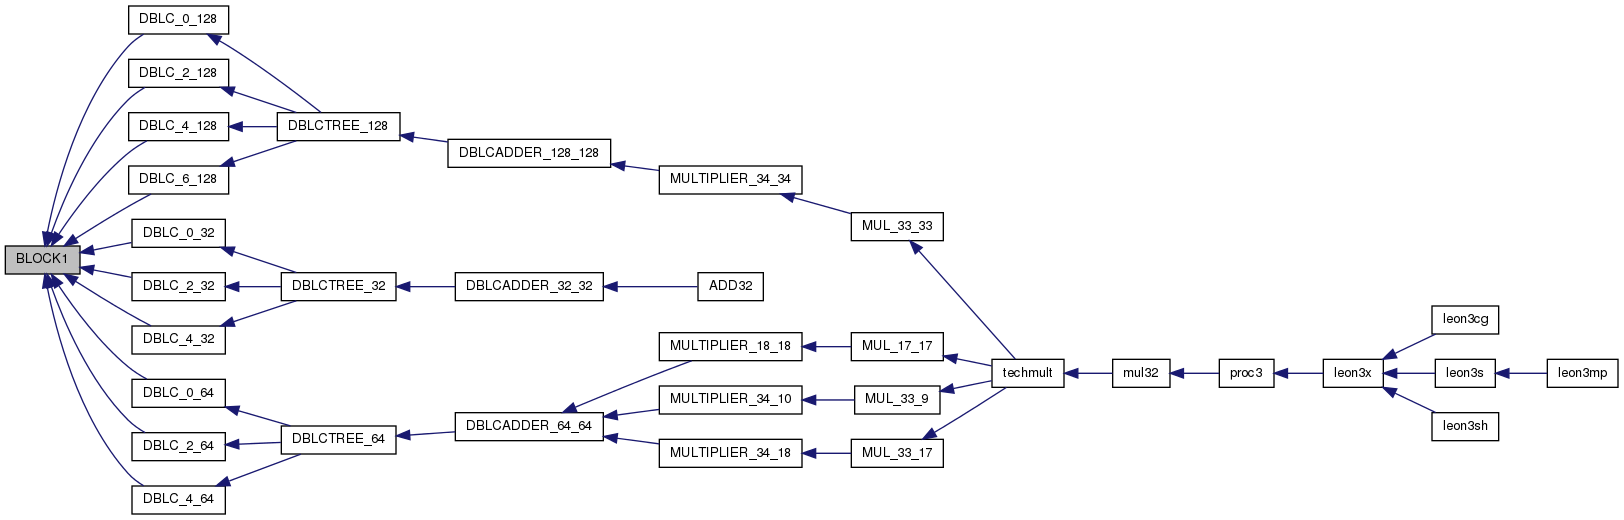 DBLC_0_128
DBLC_2_128
DBLC_4_128
DBLC_6_128
DBLC_0_32
DBLC_2_32
DBLC_4_32
DBLC_0_64
DBLC_2_64
DBLC_4_64
BLOCK1
DBLCTREE_128
DBLCTREE_32
DBLCTREE_64
DBLCADDER_128_128
DBLCADDER_32_32
DBLCADDER_64_64
MULTIPLIER_34_34
ADD32
MULTIPLIER_18_18
MULTIPLIER_34_10
MULTIPLIER_34_18
MUL_33_33
MUL_17_17
MUL_33_9
MUL_33_17
techmult
mul32
proc3
leon3x
leon3cg
leon3s
leon3sh
leon3mp